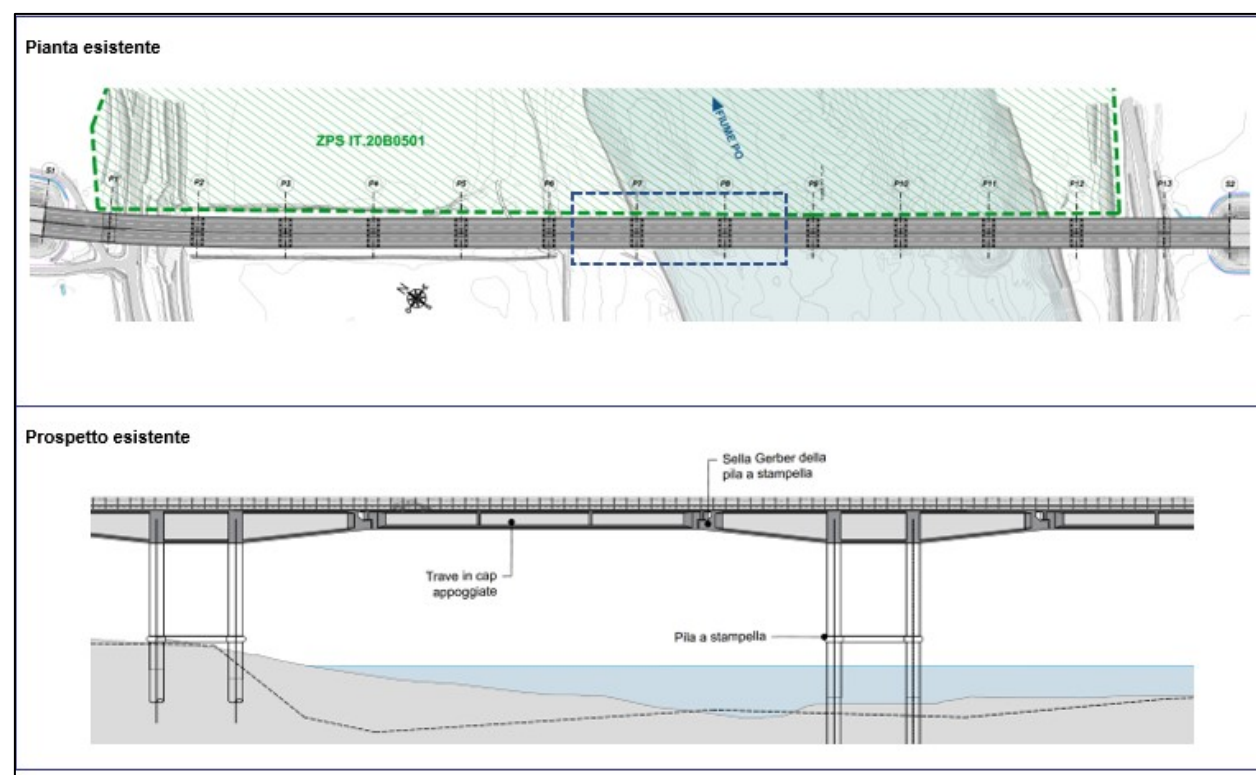 Pianta esistente
FIUME PO
ZPS IT.20B0501
S1 P1 P2 P3 P4 P5 P6 P7 P8 P9 P10 P11 P12 P13 S2
N
Prospetto esistente
Sella Gerber della
pila a stampella
Trave in cap
appoggiate
Pila a stampella